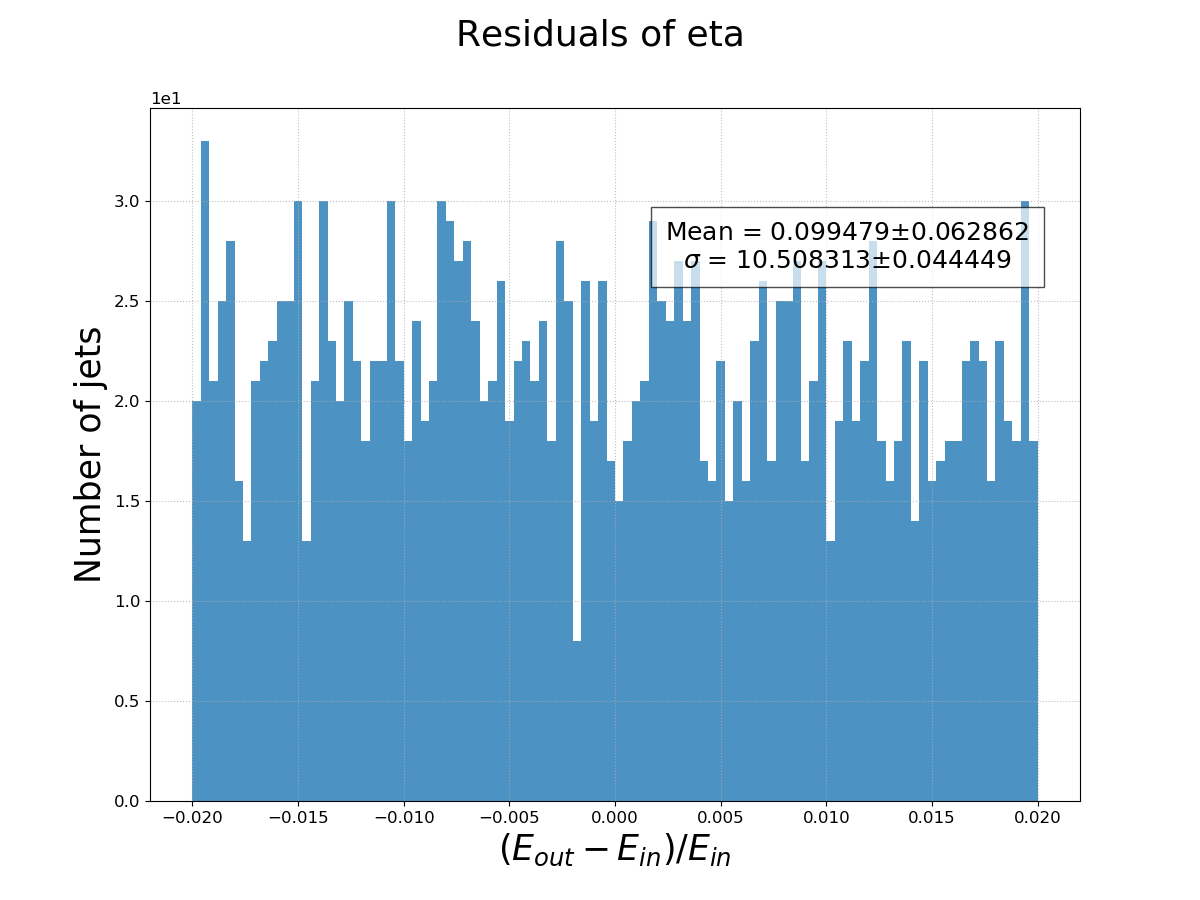 Residuals of eta
1e1
3.0
2.5
2.0
1.5
1.0
0.5
0.0
Number of jets
Mean = 0.099479±0.062862
σ = 10.508313±0.044449
−0.020 −0.015 −0.010 −0.005 0.000 0.005 0.010 0.015 0.020
(E_out − E_in)/E_in